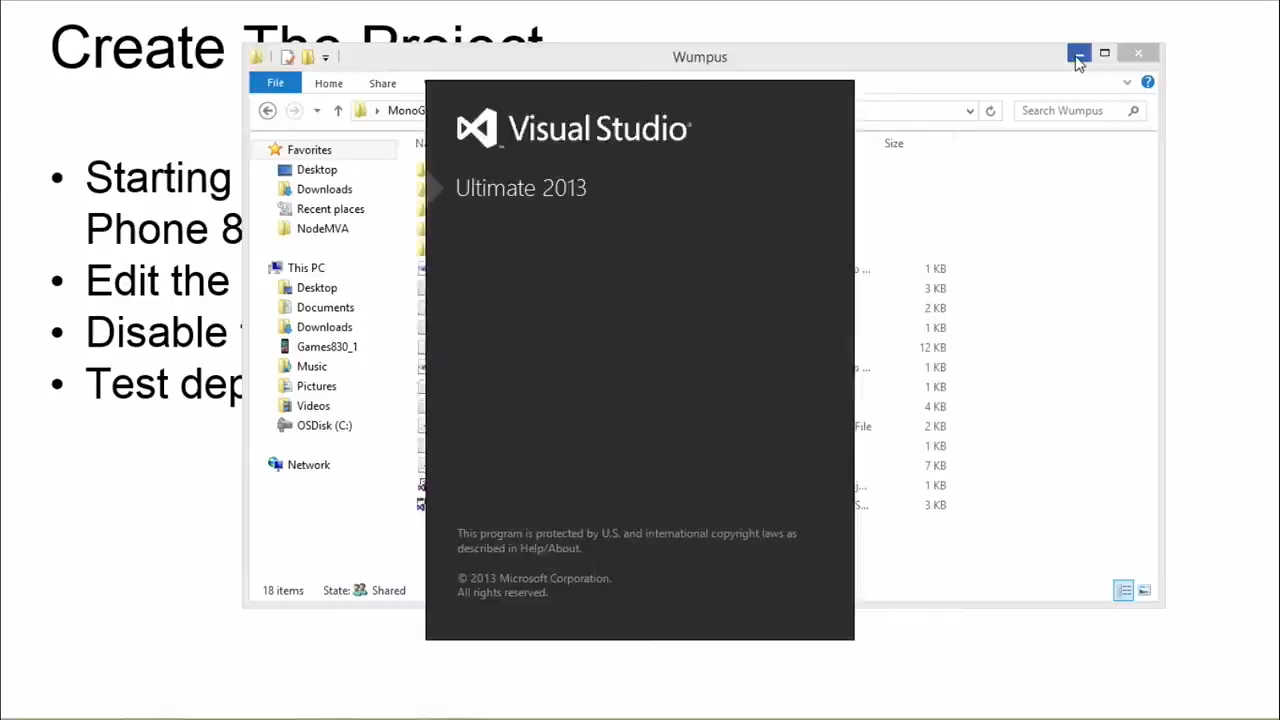 Create The Project
Wumpus
File
Home
Share
MonoG
Search Wumpus
Favorites
Size
Desktop
Downloads
Recent places
NodeMVA
This PC
Desktop
Documents
Downloads
Games830_1
Music
Pictures
Videos
OSDisk (C:)
Network
18 items
State:
Shared
1 KB
3 KB
2 KB
1 KB
12 KB
1 KB
1 KB
4 KB
File
2 KB
1 KB
7 KB
1 KB
3 KB
Visual Studio
Ultimate 2013
This program is protected by U.S. and international copyright laws as
described in Help/About.
© 2013 Microsoft Corporation.
All rights reserved.
• Starting
Phone 8
• Edit the
• Disable
• Test dep